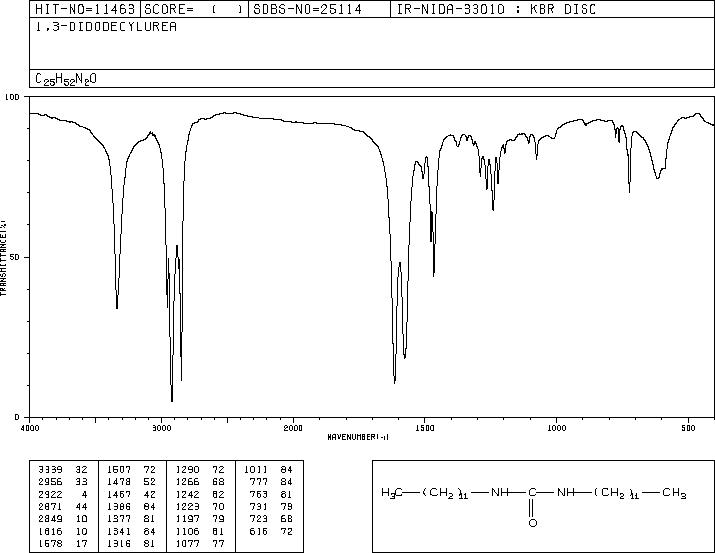 HIT-NO=11463 SCORE= ( ) SDBS-NO=25114 IR-NIDA-33010 : KBR DISC
1,3-DIDODECYLUREA
C25H52N2O
100
50
0
TRANSMITTANCE(%)
4000 3000 2000 1500 1000 500
WAVENUMBER(-1)
3339 32 1507 72 1290 72 1011 84
2956 33 1478 52 1266 68 777 84
2922 4 1467 42 1242 62 763 81
2871 44 1386 84 1223 70 731 79
2849 10 1377 81 1197 79 723 68
1616 10 1341 84 1106 81 616 72
1578 17 1316 81 1077 77
H3C—(CH2)11—NH—C—NH—(CH2)11—CH3
O